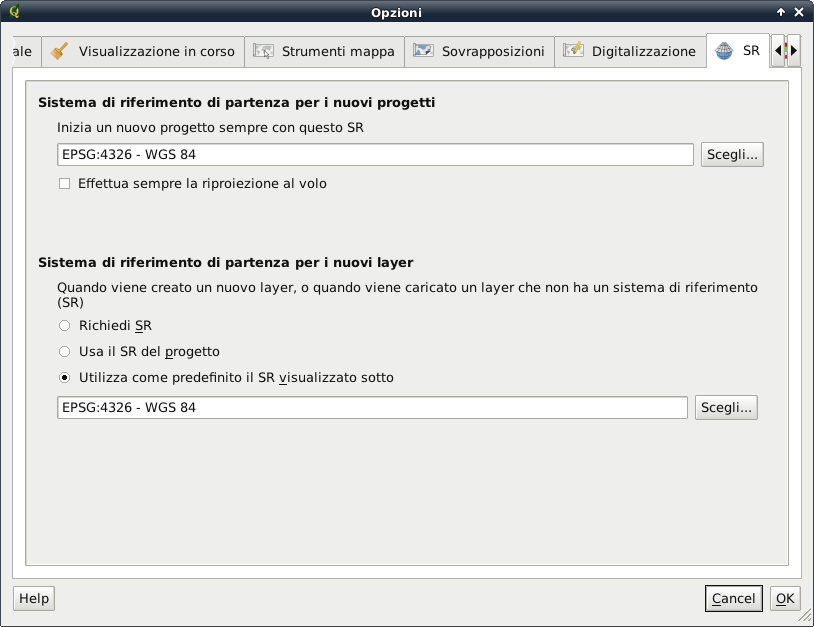 Opzioni
ale Visualizzazione in corso Strumenti mappa Sovrapposizioni Digitalizzazione SR
Sistema di riferimento di partenza per i nuovi progetti
Inizia un nuovo progetto sempre con questo SR
EPSG:4326 - WGS 84 Scegli...
Effettua sempre la riproiezione al volo
Sistema di riferimento di partenza per i nuovi layer
Quando viene creato un nuovo layer, o quando viene caricato un layer che non ha un sistema di riferimento
(SR)
Richiedi SR
Usa il SR del progetto
Utilizza come predefinito il SR visualizzato sotto
EPSG:4326 - WGS 84 Scegli...
Help Cancel OK